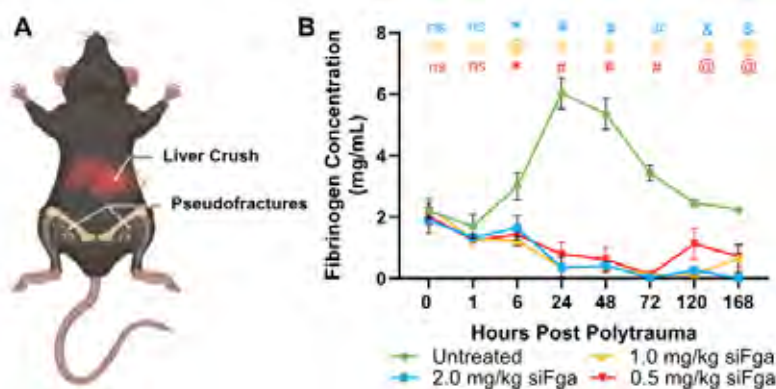 A
Liver Crush
Pseudofractures
B
ns ns * # # # & &
ns ns * # # # @ @
Fibrinogen Concentration
(mg/mL)
8
6
4
2
0
0 1 6 24 48 72 120 168
Hours Post Polytrauma
Untreated
1.0 mg/kg siFga
2.0 mg/kg siFga
0.5 mg/kg siFga